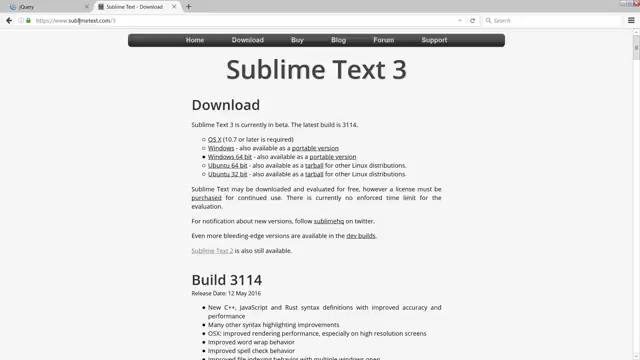 jQuery
Sublime Text - Download
https://www.sublimetext.com/3
Search
Home Download Buy Blog Forum Support
Sublime Text 3
Download
Sublime Text 3 is currently in beta. The latest build is 3114.
OS X (10.7 or later is required)
Windows - also available as a portable version
Windows 64 bit - also available as a portable version
Ubuntu 64 bit - also available as a tarball for other Linux distributions.
Ubuntu 32 bit - also available as a tarball for other Linux distributions.
Sublime Text may be downloaded and evaluated for free, however a license must be
purchased for continued use. There is currently no enforced time limit for the
evaluation.
For notification about new versions, follow sublimehq on twitter.
Even more bleeding-edge versions are available in the dev builds.
Sublime Text 2 is also still available.
Build 3114
Release Date: 12 May 2016
New C++, JavaScript and Rust syntax definitions with improved accuracy and
performance
Many other syntax highlighting improvements
OSX: improved rendering performance, especially on high resolution screens
Improved word wrap behavior
Improved spell check behavior
Improved behavior with multiple windows open